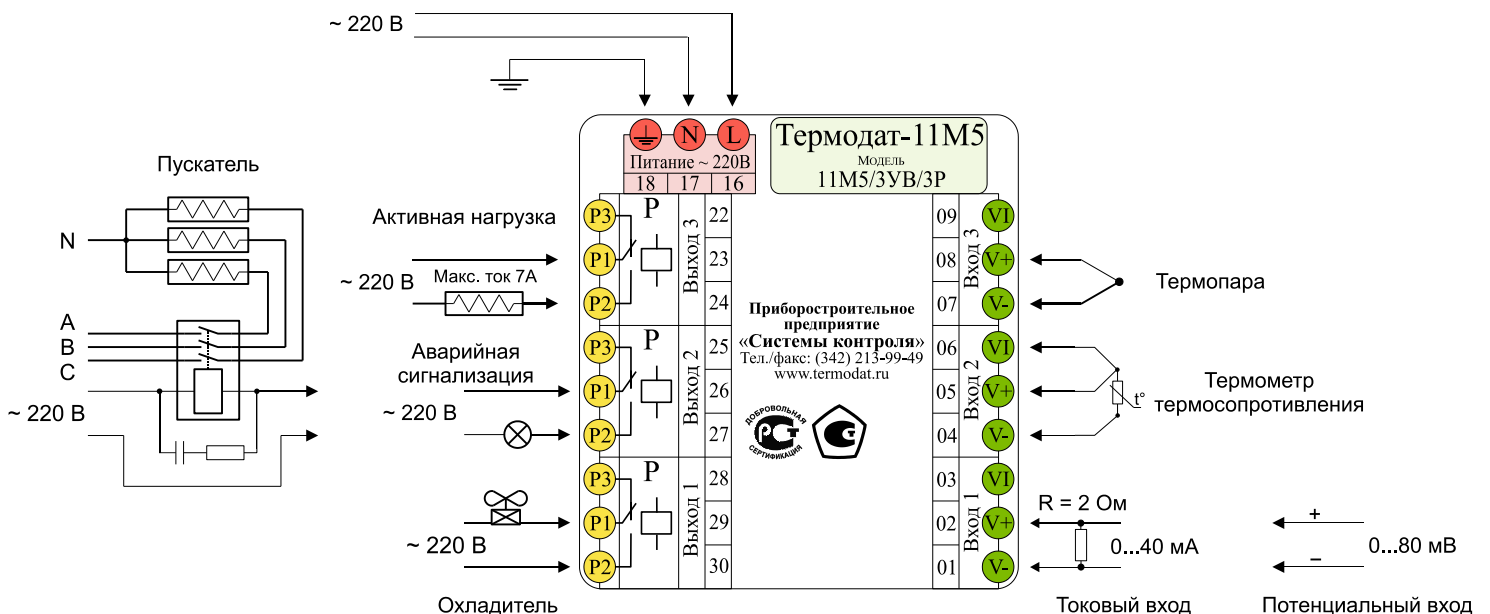 ~ 220 В
Термодат-11М5
Модель
11М5/3УВ/3Р
N
L
Питание ~ 220В
18
17
16
Пускатель
N
A
B
C
~ 220 В
Активная нагрузка
Макс. ток 7А
~ 220 В
Аварийная
сигнализация
~ 220 В
~ 220 В
Охладитель
P3
P1
P2
P
Выход 3
22
23
24
P3
P1
P2
P
Выход 2
25
26
27
P3
P1
P2
P
Выход 1
28
29
30
Приборостроительное
предприятие
«Системы контроля»
Тел./факс: (342) 213-99-49
www.termodat.ru
ДОБРОВОЛЬНАЯ
РСТ
СЕРТИФИКАЦИЯ
09
08
07
Вход 3
VI
V+
V-
06
05
04
Вход 2
VI
V+
V-
03
02
01
Вход 1
VI
V+
V-
Термопара
t°
Термометр
термосопротивления
R = 2 Ом
0...40 мА
Токовый вход
+
−
0...80 мВ
Потенциальный вход